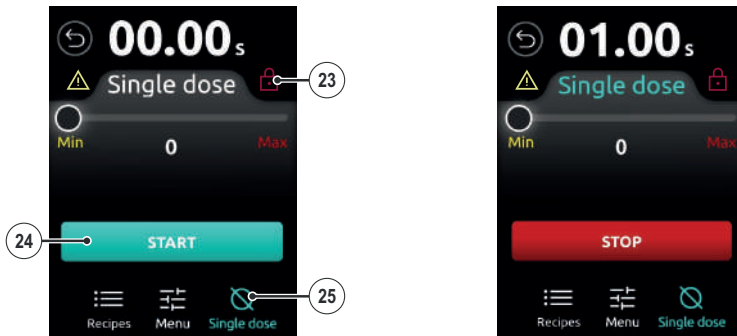 00.00s
Single dose
23
Min
0
Max
24
START
25
Recipes
Menu
Single dose
01.00s
Single dose
Min
0
Max
STOP
Recipes
Menu
Single dose